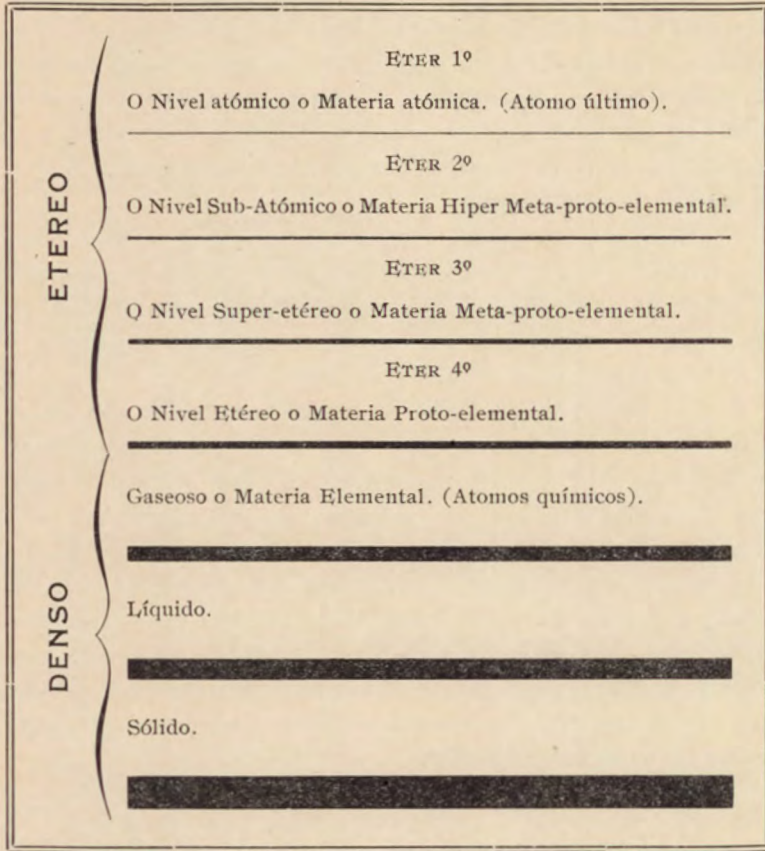 ETEREO
ETER 1º
O Nivel atómico o Materia atómica. (Atomo último).
ETER 2º
O Nivel Sub-Atómico o Materia Hiper Meta-proto-elemental.
ETER 3º
O Nivel Super-etéreo o Materia Meta-proto-elemental.
ETER 4º
O Nivel Etéreo o Materia Proto-elemental.
DENSO
Gaseoso o Materia Elemental. (Atomos químicos).
Líquido.
Sólido.